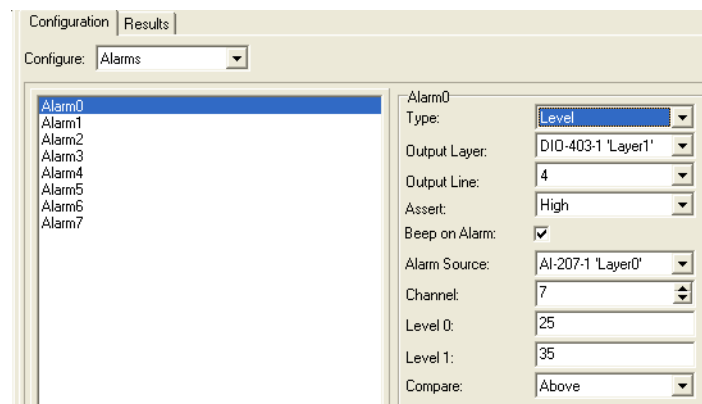 Configuration Results
Configure: Alarms
Alarm0
Alarm1
Alarm2
Alarm3
Alarm4
Alarm5
Alarm6
Alarm7
Alarm0
Type: Level
Output Layer: DIO-403-1 'Layer1'
Output Line: 4
Assert: High
Beep on Alarm:
Alarm Source: AI-207-1 'Layer0'
Channel: 7
Level 0: 25
Level 1: 35
Compare: Above